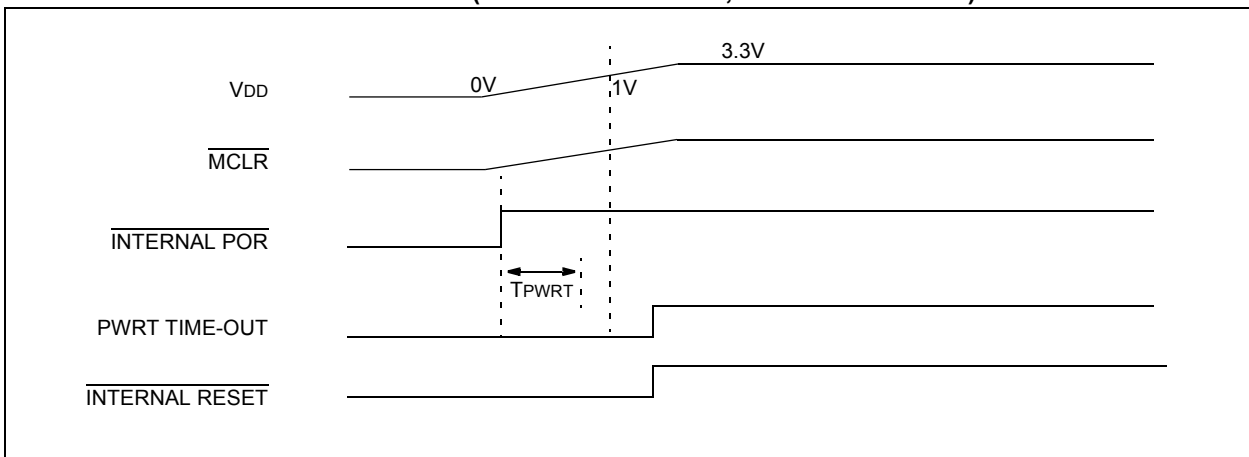 3.3V
VDD
0V
1V
MCLR
INTERNAL POR
TPWRT
PWRT TIME-OUT
INTERNAL RESET